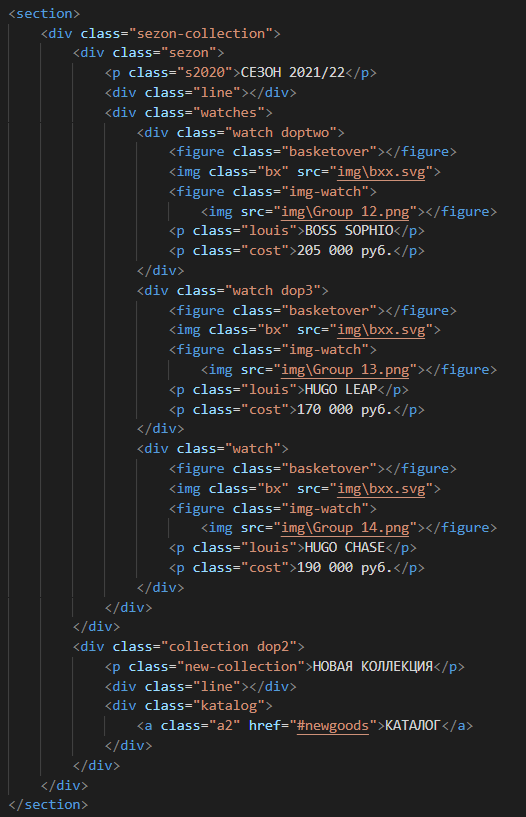 <section>
<div class="sezon-collection">
<div class="sezon">
<p class="s2020">СЕЗОН 2021/22</p>
<div class="line"></div>
<div class="watches">
<div class="watch doptwo">
<figure class="basketover"></figure>
<img class="bx" src="img\bxx.svg">
<figure class="img-watch">
<img src="img\Group 12.png"></figure>
<p class="louis">BOSS SOPHIO</p>
<p class="cost">205 000 руб.</p>
</div>
<div class="watch dop3">
<figure class="basketover"></figure>
<img class="bx" src="img\bxx.svg">
<figure class="img-watch">
<img src="img\Group 13.png"></figure>
<p class="louis">HUGO LEAP</p>
<p class="cost">170 000 руб.</p>
</div>
<div class="watch">
<figure class="basketover"></figure>
<img class="bx" src="img\bxx.svg">
<figure class="img-watch">
<img src="img\Group 14.png"></figure>
<p class="louis">HUGO CHASE</p>
<p class="cost">190 000 руб.</p>
</div>
</div>
</div>
<div class="collection dop2">
<p class="new-collection">НОВАЯ КОЛЛЕКЦИЯ</p>
<div class="line"></div>
<div class="katalog">
<a class="a2" href="#newgoods">КАТАЛОГ</a>
</div>
</div>
</div>
</section>